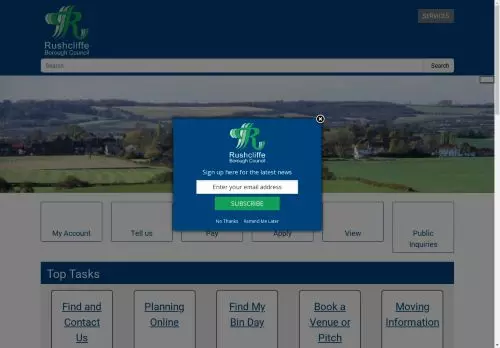 Rushcliffe
Borough Council
SERVICES
Search
Search
Rushcliffe
Borough Council
Sign up here for the latest news
Enter your email address
SUBSCRIBE
No Thanks Remind Me Later
My Account
Tell us
Pay
Apply
View
Public
Inquiries
Top Tasks
Find and
Contact
Us
Planning
Online
Find My
Bin Day
Book a
Venue or
Pitch
Moving
Information